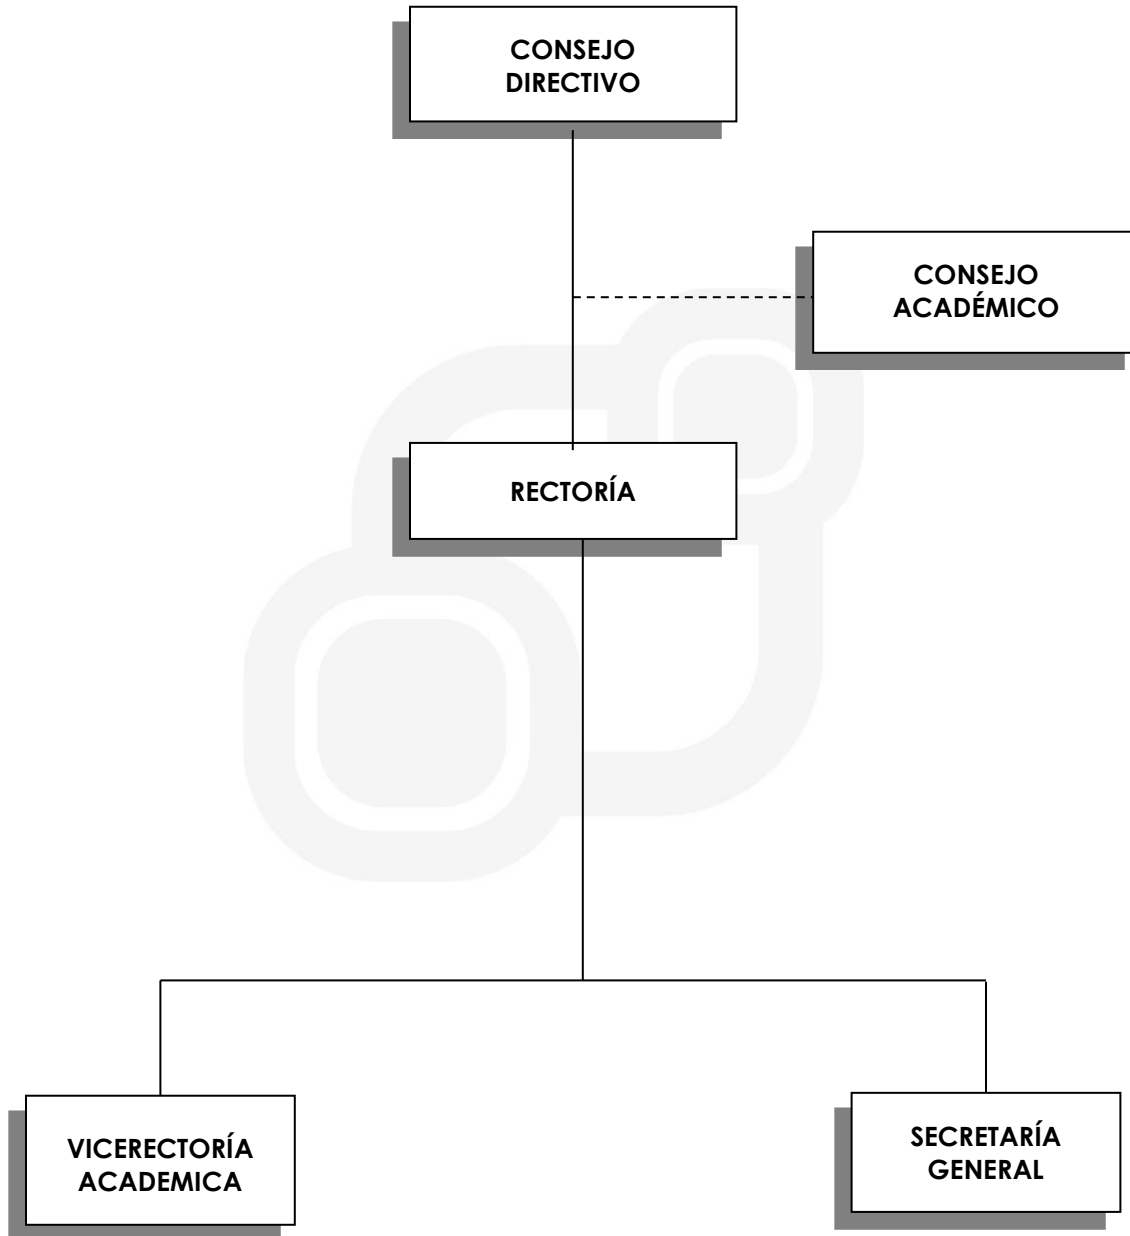 CONSEJO
DIRECTIVO
CONSEJO
ACADÉMICO
RECTORÍA
VICERECTORÍA
ACADEMICA
SECRETARÍA
GENERAL